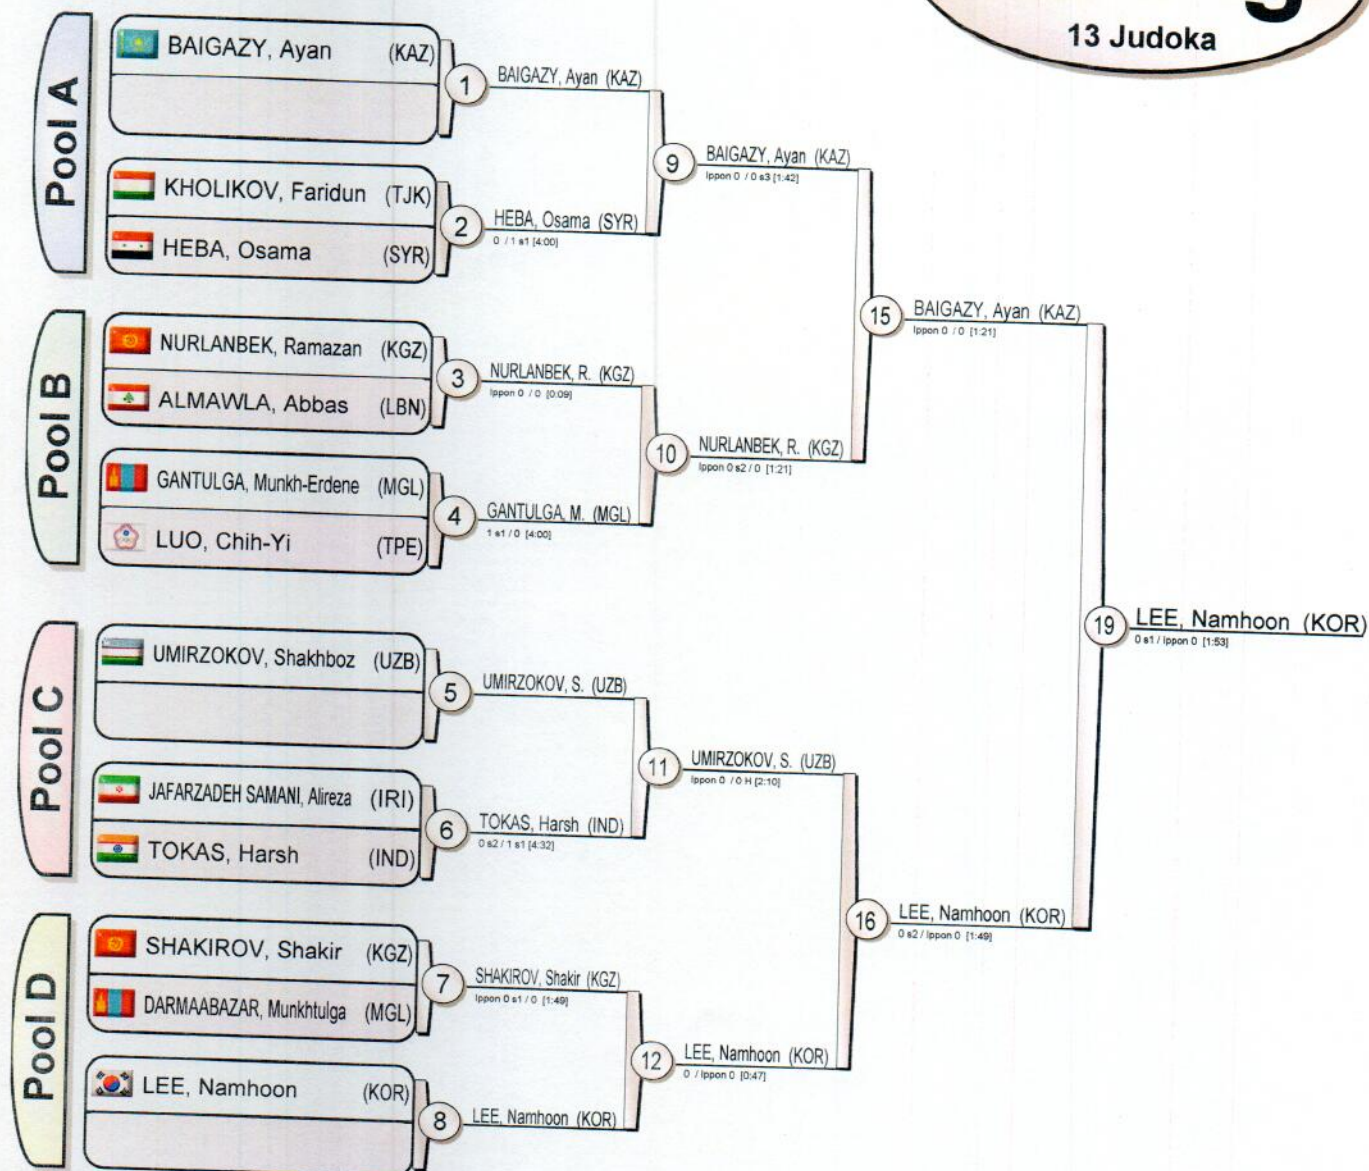 g
13 Judoka
Pool A
BAIGAZY, Ayan (KAZ)
KHOLIKOV, Faridun (TJK)
HEBA, Osama (SYR)
Pool B
NURLANBEK, Ramazan (KGZ)
ALMAWLA, Abbas (LBN)
GANTULGA, Munkh-Erdene (MGL)
LUO, Chih-Yi (TPE)
Pool C
UMIRZOKOV, Shakhboz (UZB)
JAFARZADEH SAMANI, Alireza (IRI)
TOKAS, Harsh (IND)
Pool D
SHAKIROV, Shakir (KGZ)
DARMAABAZAR, Munkhtulga (MGL)
LEE, Namhoon (KOR)
1 BAIGAZY, Ayan (KAZ)
2 HEBA, Osama (SYR)
0 / 1 s1 [4:00]
3 NURLANBEK, R. (KGZ)
Ippon 0 / 0 [0:09]
4 GANTULGA, M. (MGL)
1 s1 / 0 [4:00]
5 UMIRZOKOV, S. (UZB)
6 TOKAS, Harsh (IND)
0 s2 / 1 s1 [4:32]
7 SHAKIROV, Shakir (KGZ)
Ippon 0 s1 / 0 [1:49]
8 LEE, Namhoon (KOR)
9 BAIGAZY, Ayan (KAZ)
Ippon 0 / 0 s3 [1:42]
10 NURLANBEK, R. (KGZ)
Ippon 0 s2 / 0 [1:21]
11 UMIRZOKOV, S. (UZB)
Ippon 0 / 0 H [2:10]
12 LEE, Namhoon (KOR)
0 / Ippon 0 [0:47]
15 BAIGAZY, Ayan (KAZ)
Ippon 0 / 0 [1:21]
16 LEE, Namhoon (KOR)
0 s2 / Ippon 0 [1:49]
19 LEE, Namhoon (KOR)
0 s1 / Ippon 0 [1:53]